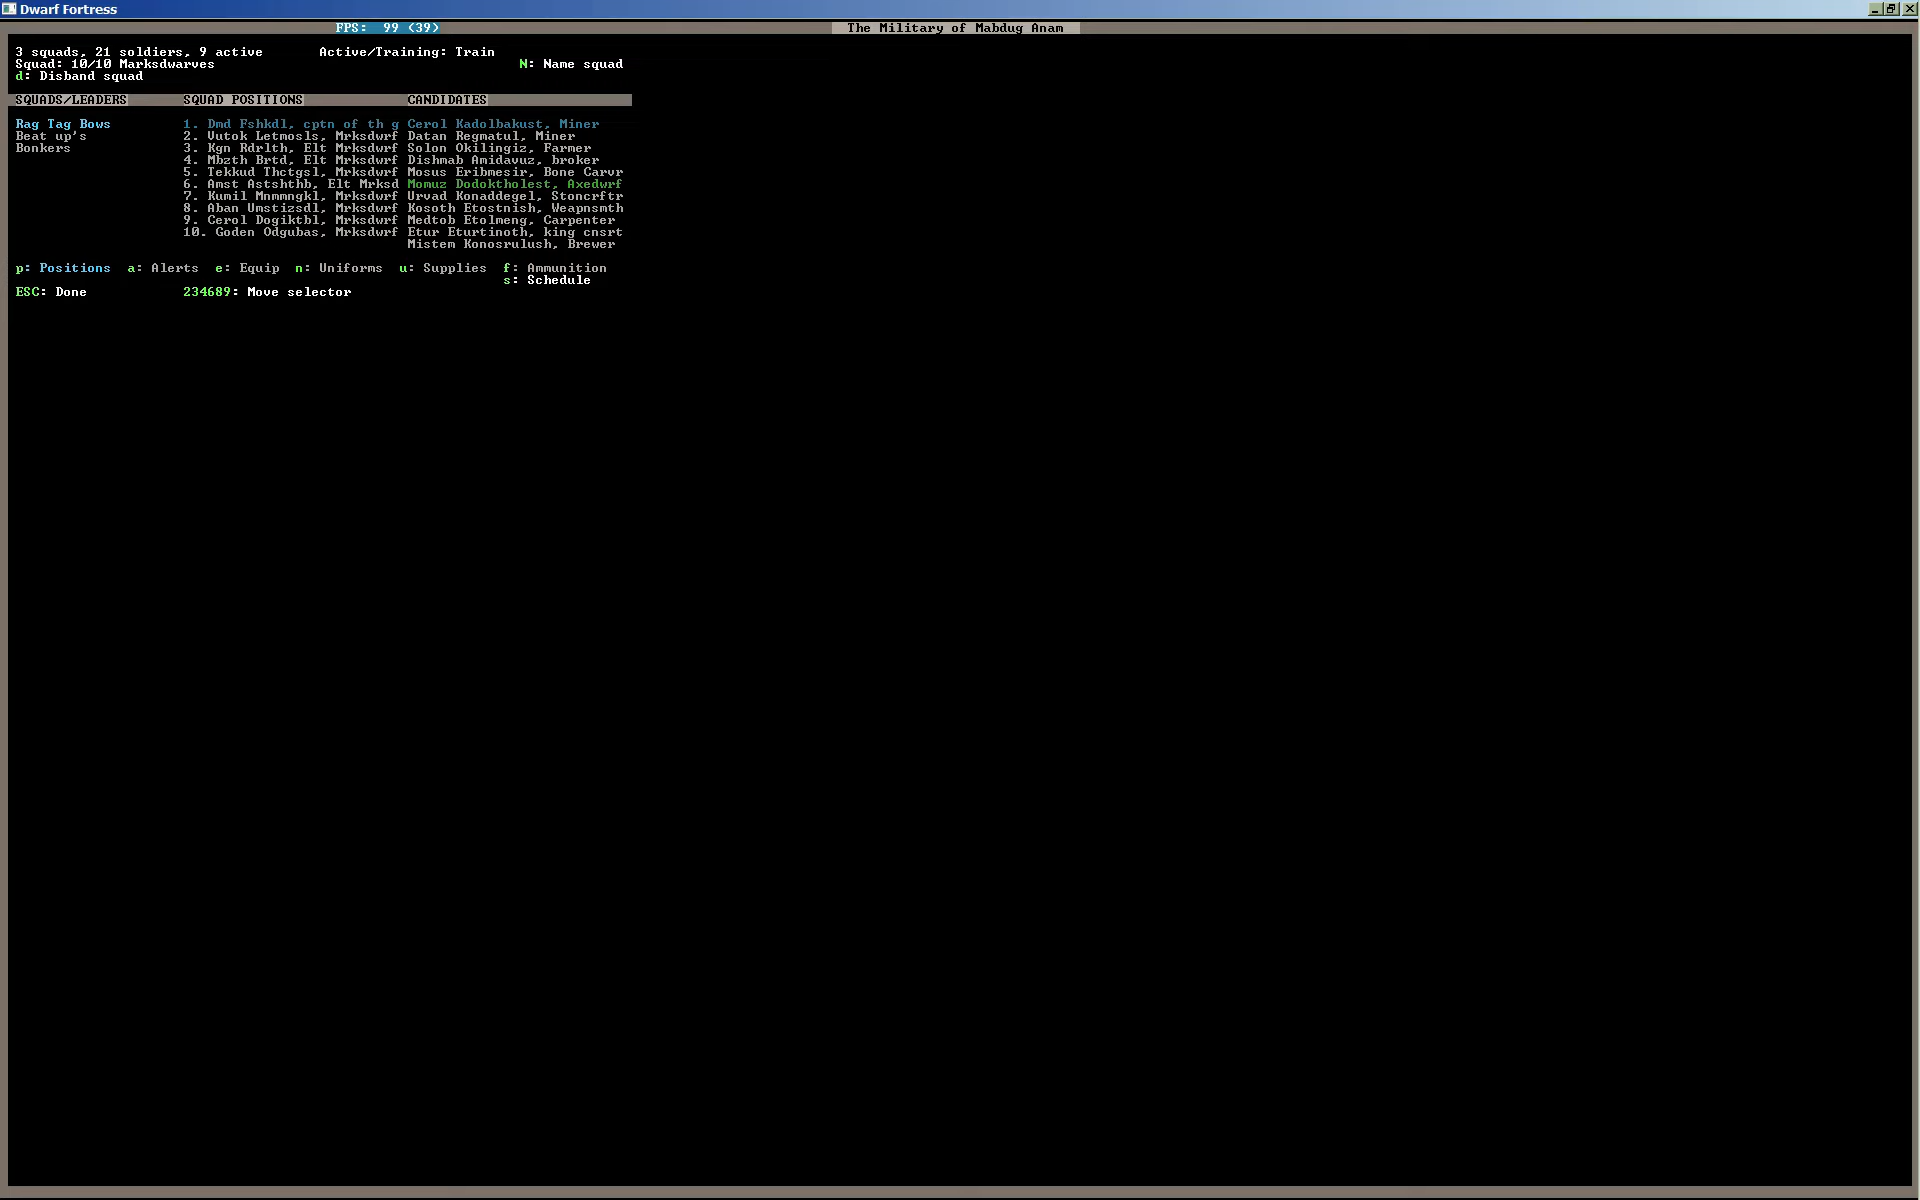 Dwarf Fortress
FPS: 99 (39)
The Military of Mabdug Anam
3 squads, 21 soldiers, 9 active Active/Training: Train
Squad: 10/10 Marksdwarves N: Name squad
d: Disband squad
SQUADS/LEADERS SQUAD POSITIONS CANDIDATES
Rag Tag Bows 1. Dmd Fshkdl, cptn of th g Cerol Kadolbakust, Miner
Beat up's 2. Vutok Letmosls, Mrksdwrf Datan Regmatul, Miner
Bonkers 3. Kgn Rdrlth, Elt Mrksdwrf Solon Okilingiz, Farmer
4. Mbzth Brtd, Elt Mrksdwrf Dishmab Amidavuz, broker
5. Tekkud Thctgsl, Mrksdwrf Mosus Eribmesir, Bone Carvr
6. Amst Astshthb, Elt Mrksd Momuz Dodoktholest, Axedwrf
7. Kumil Mnmmngkl, Mrksdwrf Urvad Konaddegel, Stoncrftr
8. Aban Umstizsdl, Mrksdwrf Kosoth Etostnish, Weapnsmth
9. Cerol Dogiktbl, Mrksdwrf Medtob Etolmeng, Carpenter
10. Goden Odgubas, Mrksdwrf Etur Eturtinoth, king cnsrt
Mistem Konosrulush, Brewer
p: Positions a: Alerts e: Equip n: Uniforms u: Supplies f: Ammunition
s: Schedule
ESC: Done 234689: Move selector